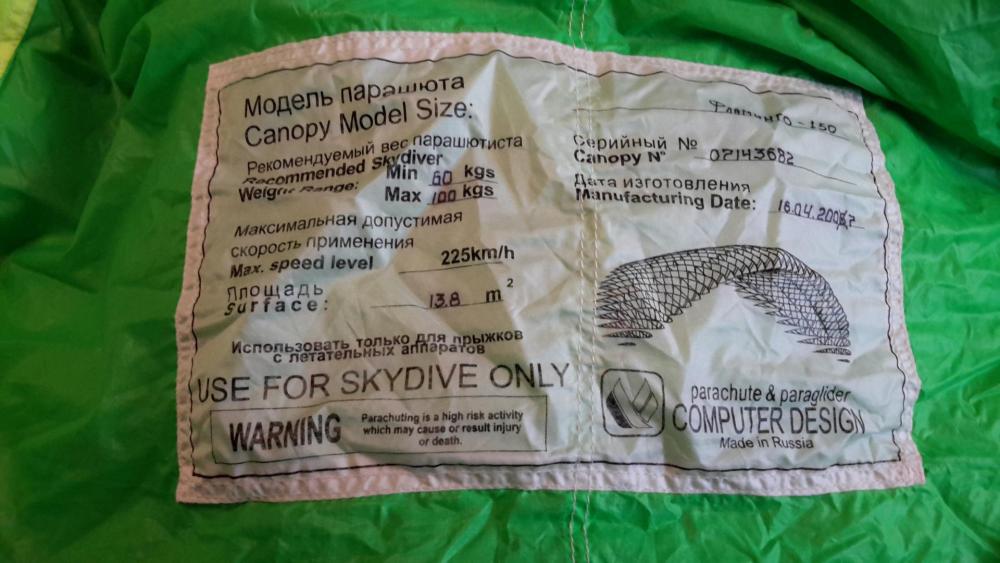 Модель парашюта
Canopy Model Size:
Фламинго - 150
Рекомендуемый вес парашютиста
Recommended Skydiver
Weight Range:
Min 60 kgs
Max 100 kgs
Максимальная допустимая
скорость применения
Max. speed level 225km/h
Площадь
Surface: 13.8 m²
Использовать только для прыжков
с летательных аппаратов
USE FOR SKYDIVE ONLY
WARNING
Parachuting is a high risk activity
which may cause or result injury
or death.
Серийный №
Canopy N° 07143682
Дата изготовления
Manufacturing Date: 16.04.2007
parachute & paraglider
COMPUTER DESIGN
Made in Russia